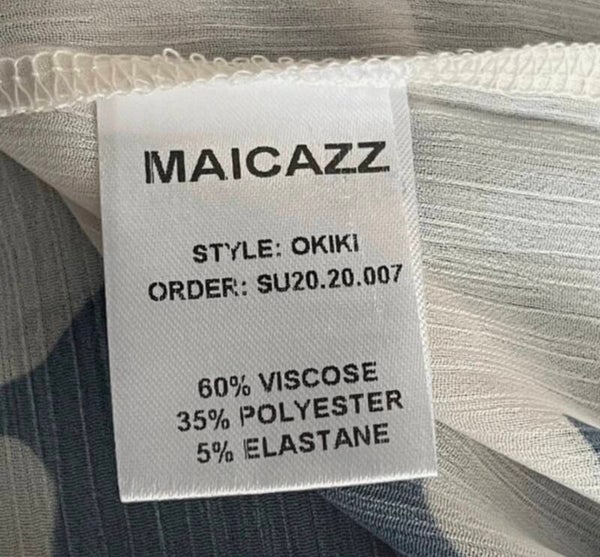 MAICAZZ
STYLE: OKIKI
ORDER: SU20.20.007
60% VISCOSE
35% POLYESTER
5% ELASTANE